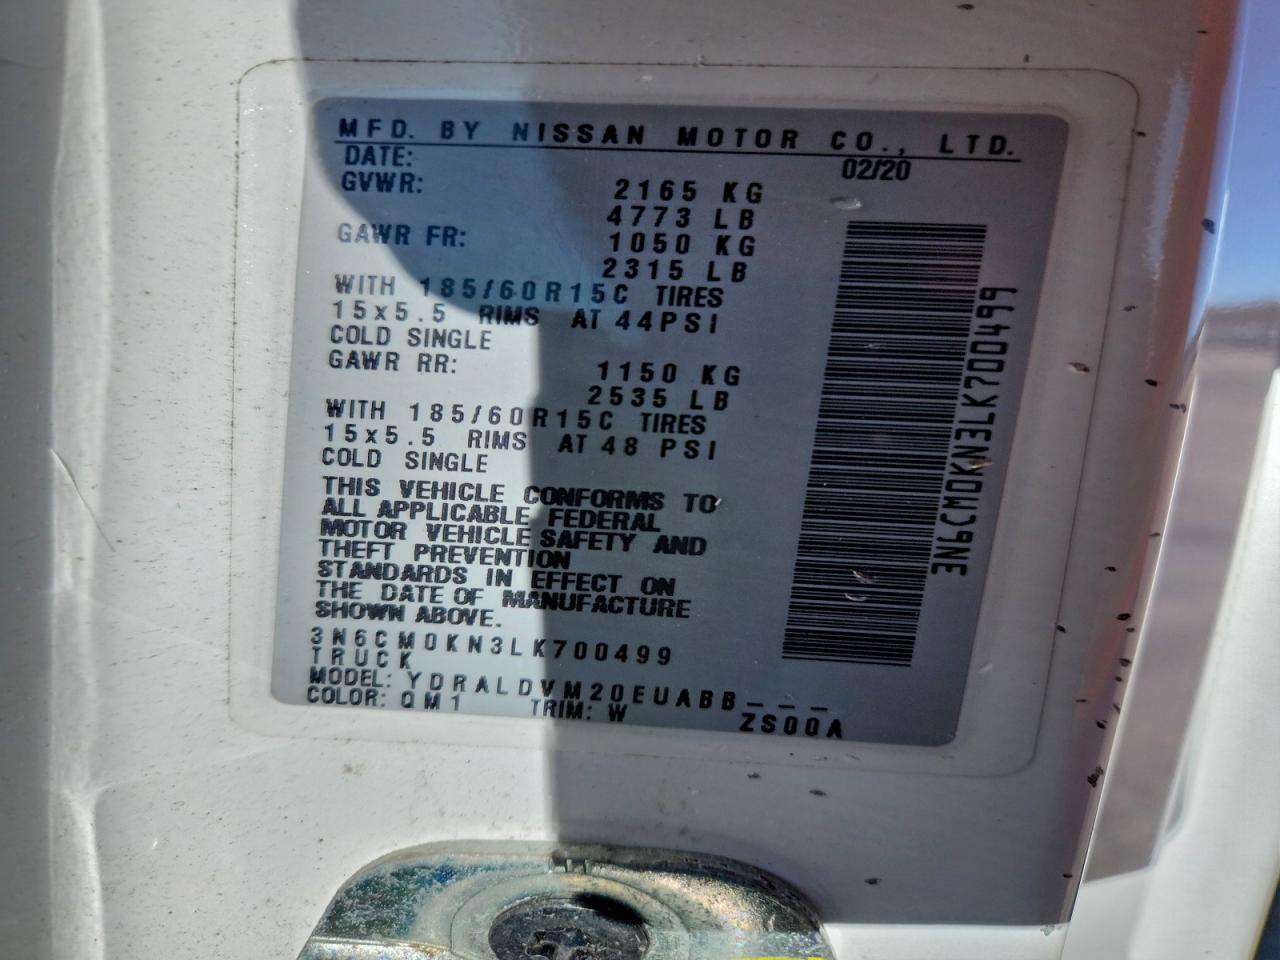 MFD. BY NISSAN MOTOR CO., LTD.
DATE: 02/20
GVWR: 2165 KG
4773 LB
GAWR FR: 1050 KG
2315 LB
WITH 185/60R15C TIRES
15x5.5 RIMS AT 44PSI
COLD SINGLE
GAWR RR: 1150 KG
2535 LB
WITH 185/60R15C TIRES
15x5.5 RIMS AT 48 PSI
COLD SINGLE
THIS VEHICLE CONFORMS TO
ALL APPLICABLE FEDERAL
MOTOR VEHICLE SAFETY AND
THEFT PREVENTION
STANDARDS IN EFFECT ON
THE DATE OF MANUFACTURE
SHOWN ABOVE.
3N6CM0KN3LK700499
TRUCK
MODEL: YDRALDVM20EUABB_ _ _
COLOR: QM1 TRIM: W ZS00A
3N6CM0KN3LK700499